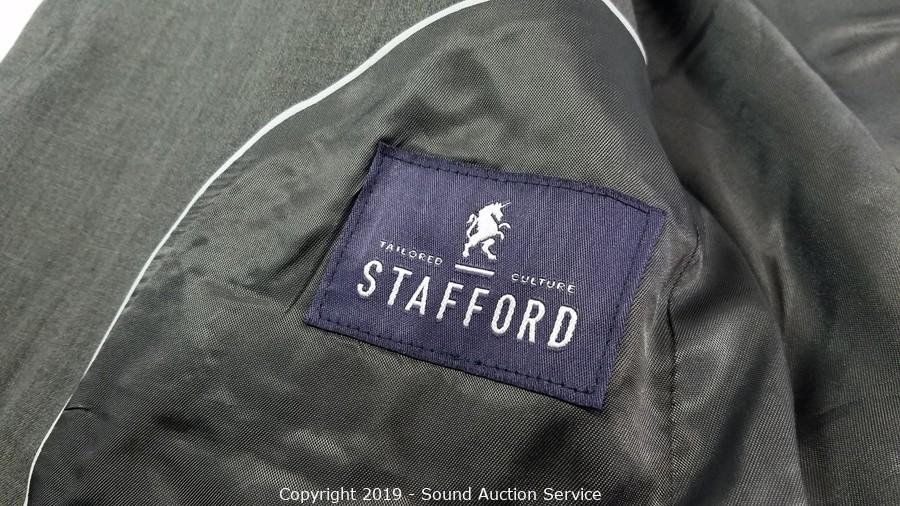 TAILORED CULTURE
STAFFORD
Copyright 2019 - Sound Auction Service